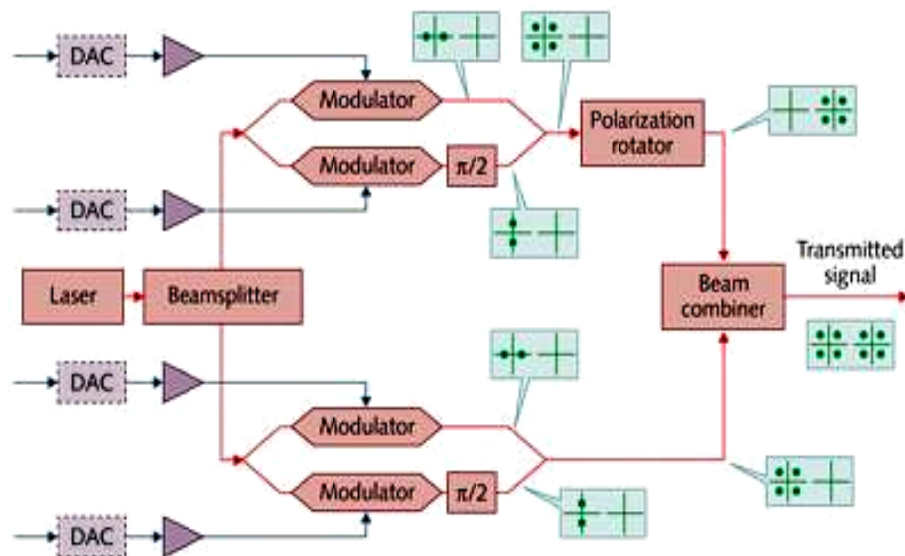 DAC
Modulator
Polarization
rotator
Modulator
π/2
DAC
Laser
Beamsplitter
Beam
combiner
Transmitted
signal
DAC
Modulator
Modulator
π/2
DAC